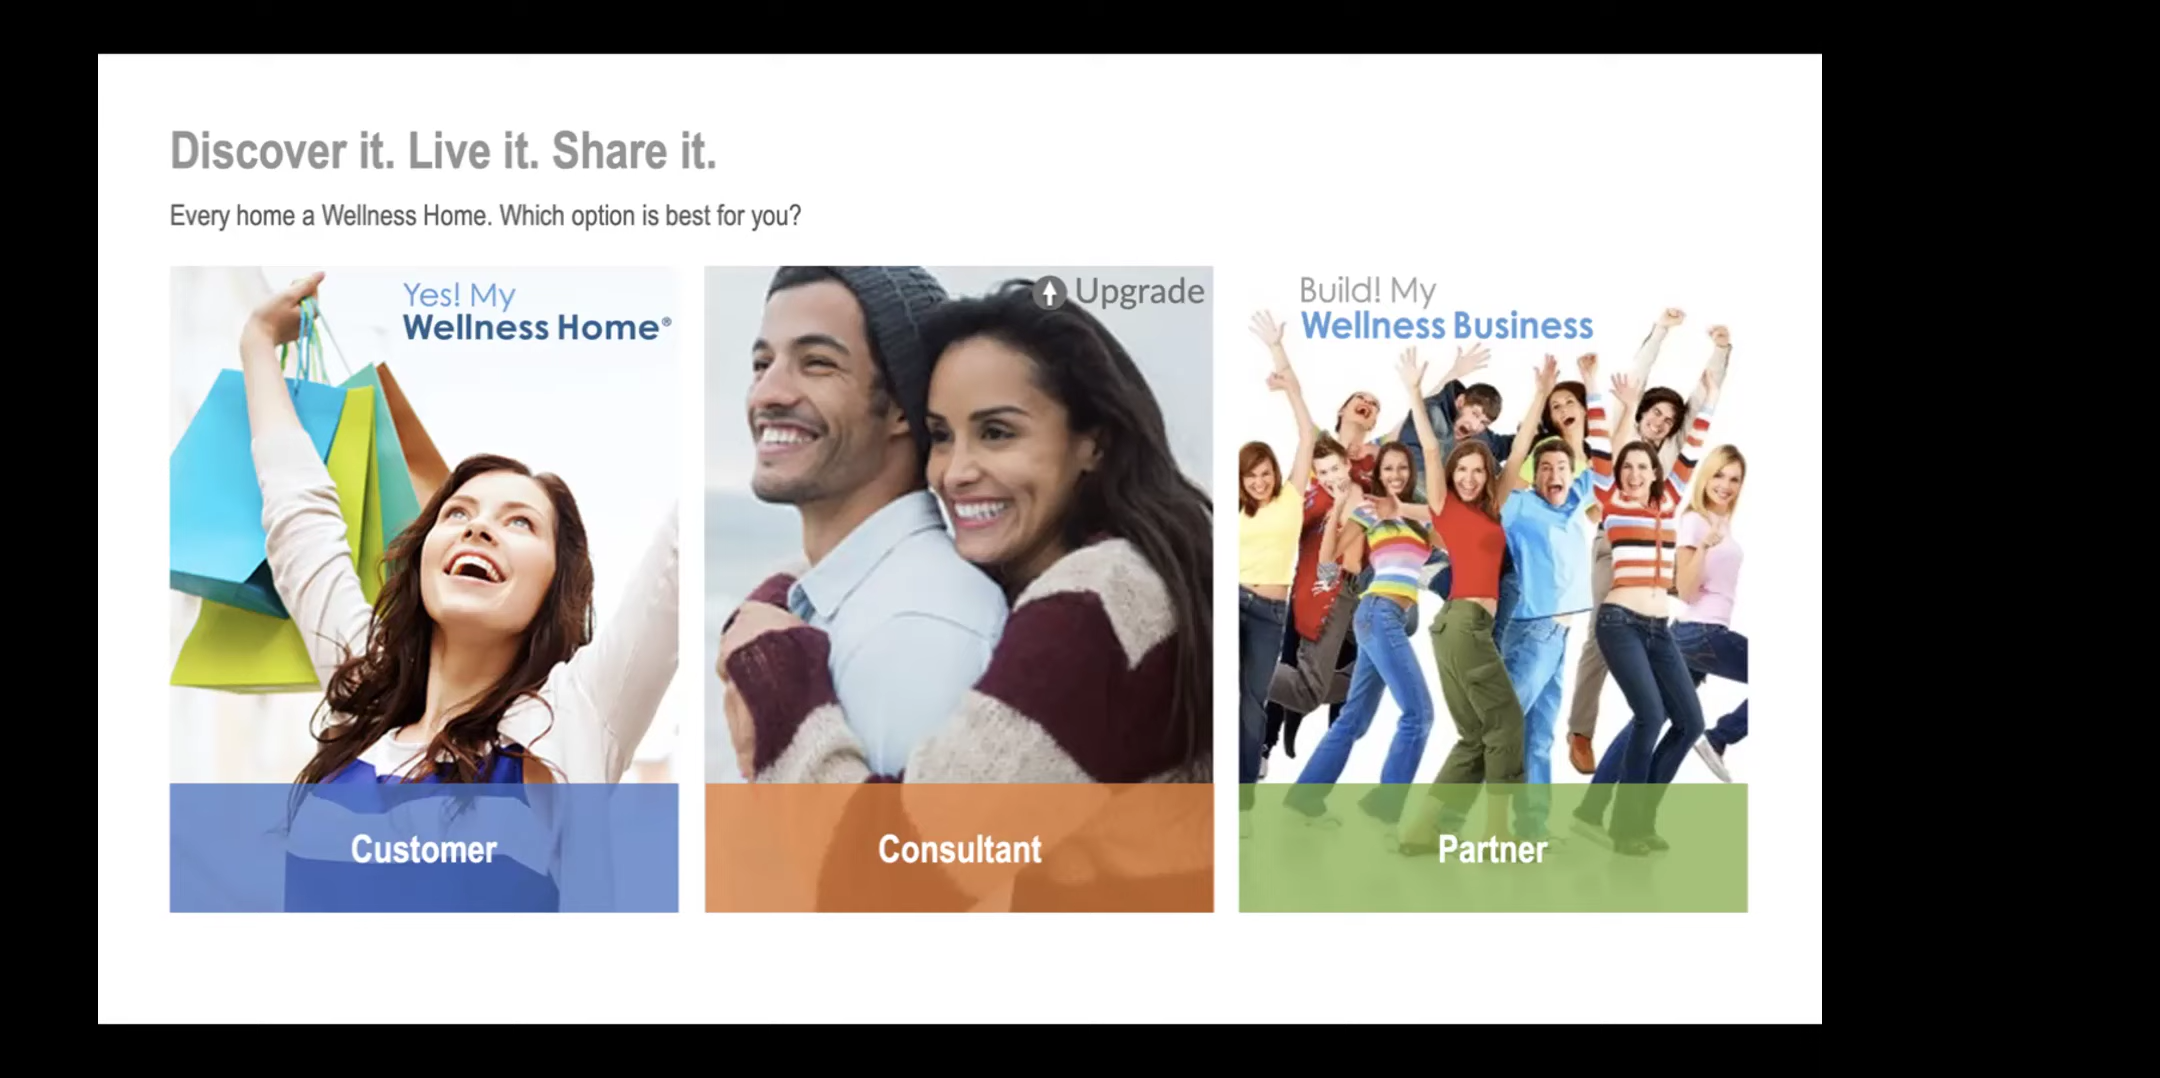 Discover it. Live it. Share it.
Every home a Wellness Home. Which option is best for you?
Yes! My
Wellness Home®
Upgrade
Build! My
Wellness Business
Customer
Consultant
Partner